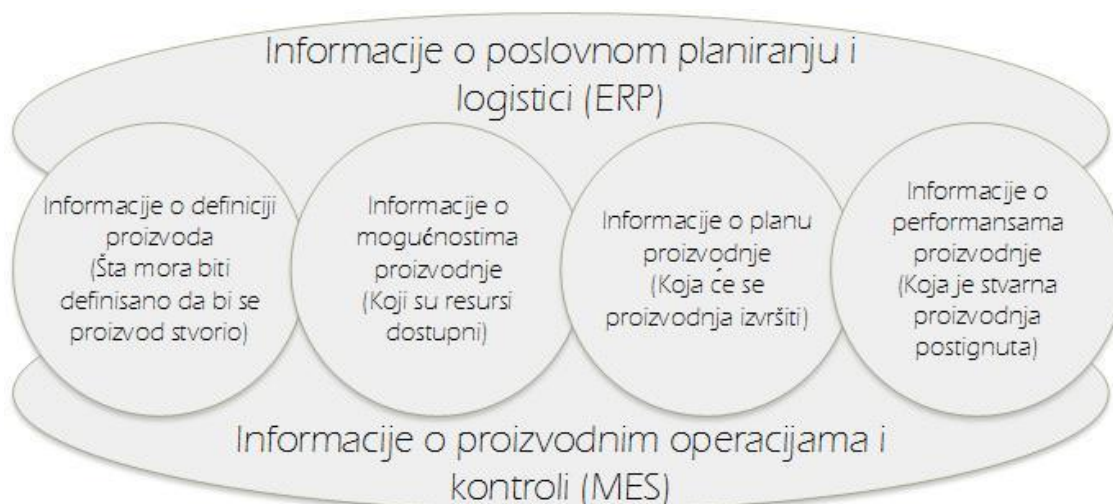 Informacije o poslovnom planiranju i
logistici (ERP)
Informacije o definiciji
proizvoda
(Šta mora biti
definisano da bi se
proizvod stvorio)
Informacije o
mogućnostima
proizvodnje
(Koji su resursi
dostupni)
Informacije o planu
proizvodnje
(Koja će se
proizvodnja izvršiti)
Informacije o
performansama
proizvodnje
(Koja je stvarna
proizvodnja
postignuta)
Informacije o proizvodnim operacijama i
kontroli (MES)